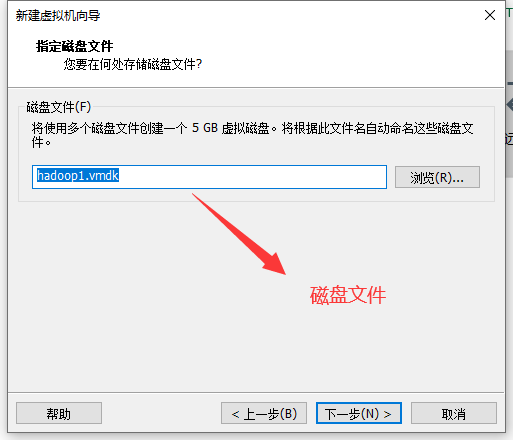 新建虚拟机向导
指定磁盘文件
您要在何处存储磁盘文件?
磁盘文件(F)
将使用多个磁盘文件创建一个 5 GB 虚拟磁盘。将根据此文件名自动命名这些磁盘文
件。
hadoop1.vmdk
浏览(R)...
磁盘文件
帮助
< 上一步(B)
下一步(N) >
取消